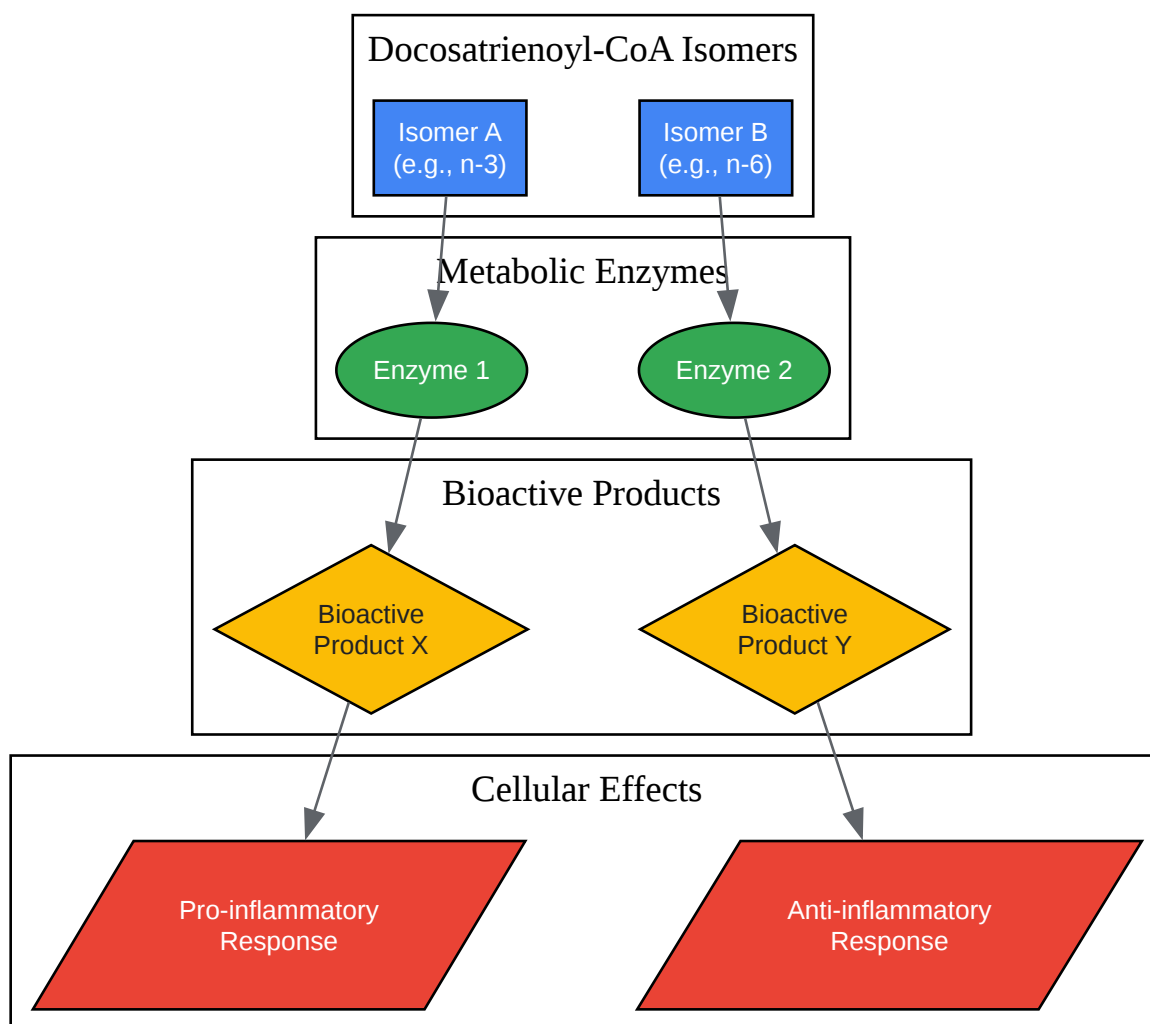 Docosatrienoyl-CoA Isomers
Isomer A
(e.g., n-3)
Isomer B
(e.g., n-6)
Metabolic Enzymes
Enzyme 1
Enzyme 2
Bioactive Products
Bioactive
Product X
Bioactive
Product Y
Cellular Effects
Pro-inflammatory
Response
Anti-inflammatory
Response